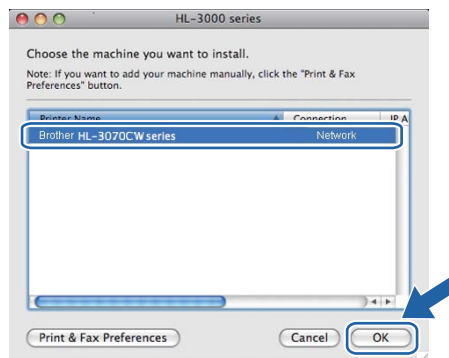 HL-3000 series
Choose the machine you want to install.
Note: If you want to add your machine manually, click the "Print & Fax
Preferences" button.
Printer Name Connection IP A
Brother HL-3070CW series Network
Print & Fax Preferences Cancel OK